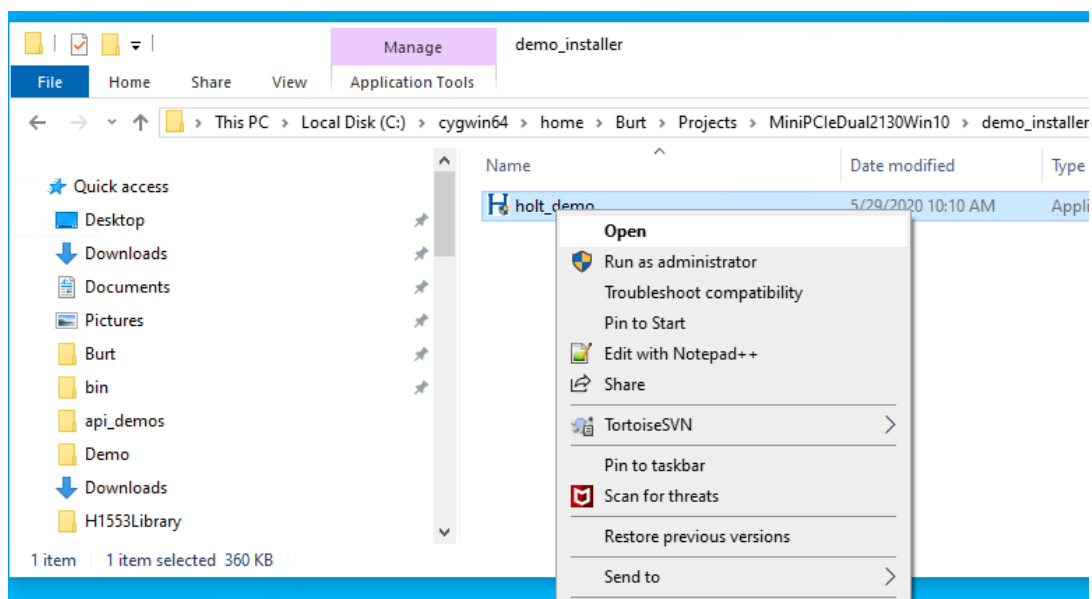 Manage demo_installer
File Home Share View Application Tools
This PC > Local Disk (C:) > cygwin64 > home > Burt > Projects > MiniPCIeDual2130Win10 > demo_installer
Name Date modified Type
Quick access
holt_demo 5/29/2020 10:10 AM Appli
Desktop
Open
Downloads
Run as administrator
Documents
Troubleshoot compatibility
Pictures
Pin to Start
Burt
Edit with Notepad++
bin
Share
api_demos
TortoiseSVN
Demo
Pin to taskbar
Downloads
Scan for threats
H1553Library
Restore previous versions
1 item 1 item selected 360 KB
Send to